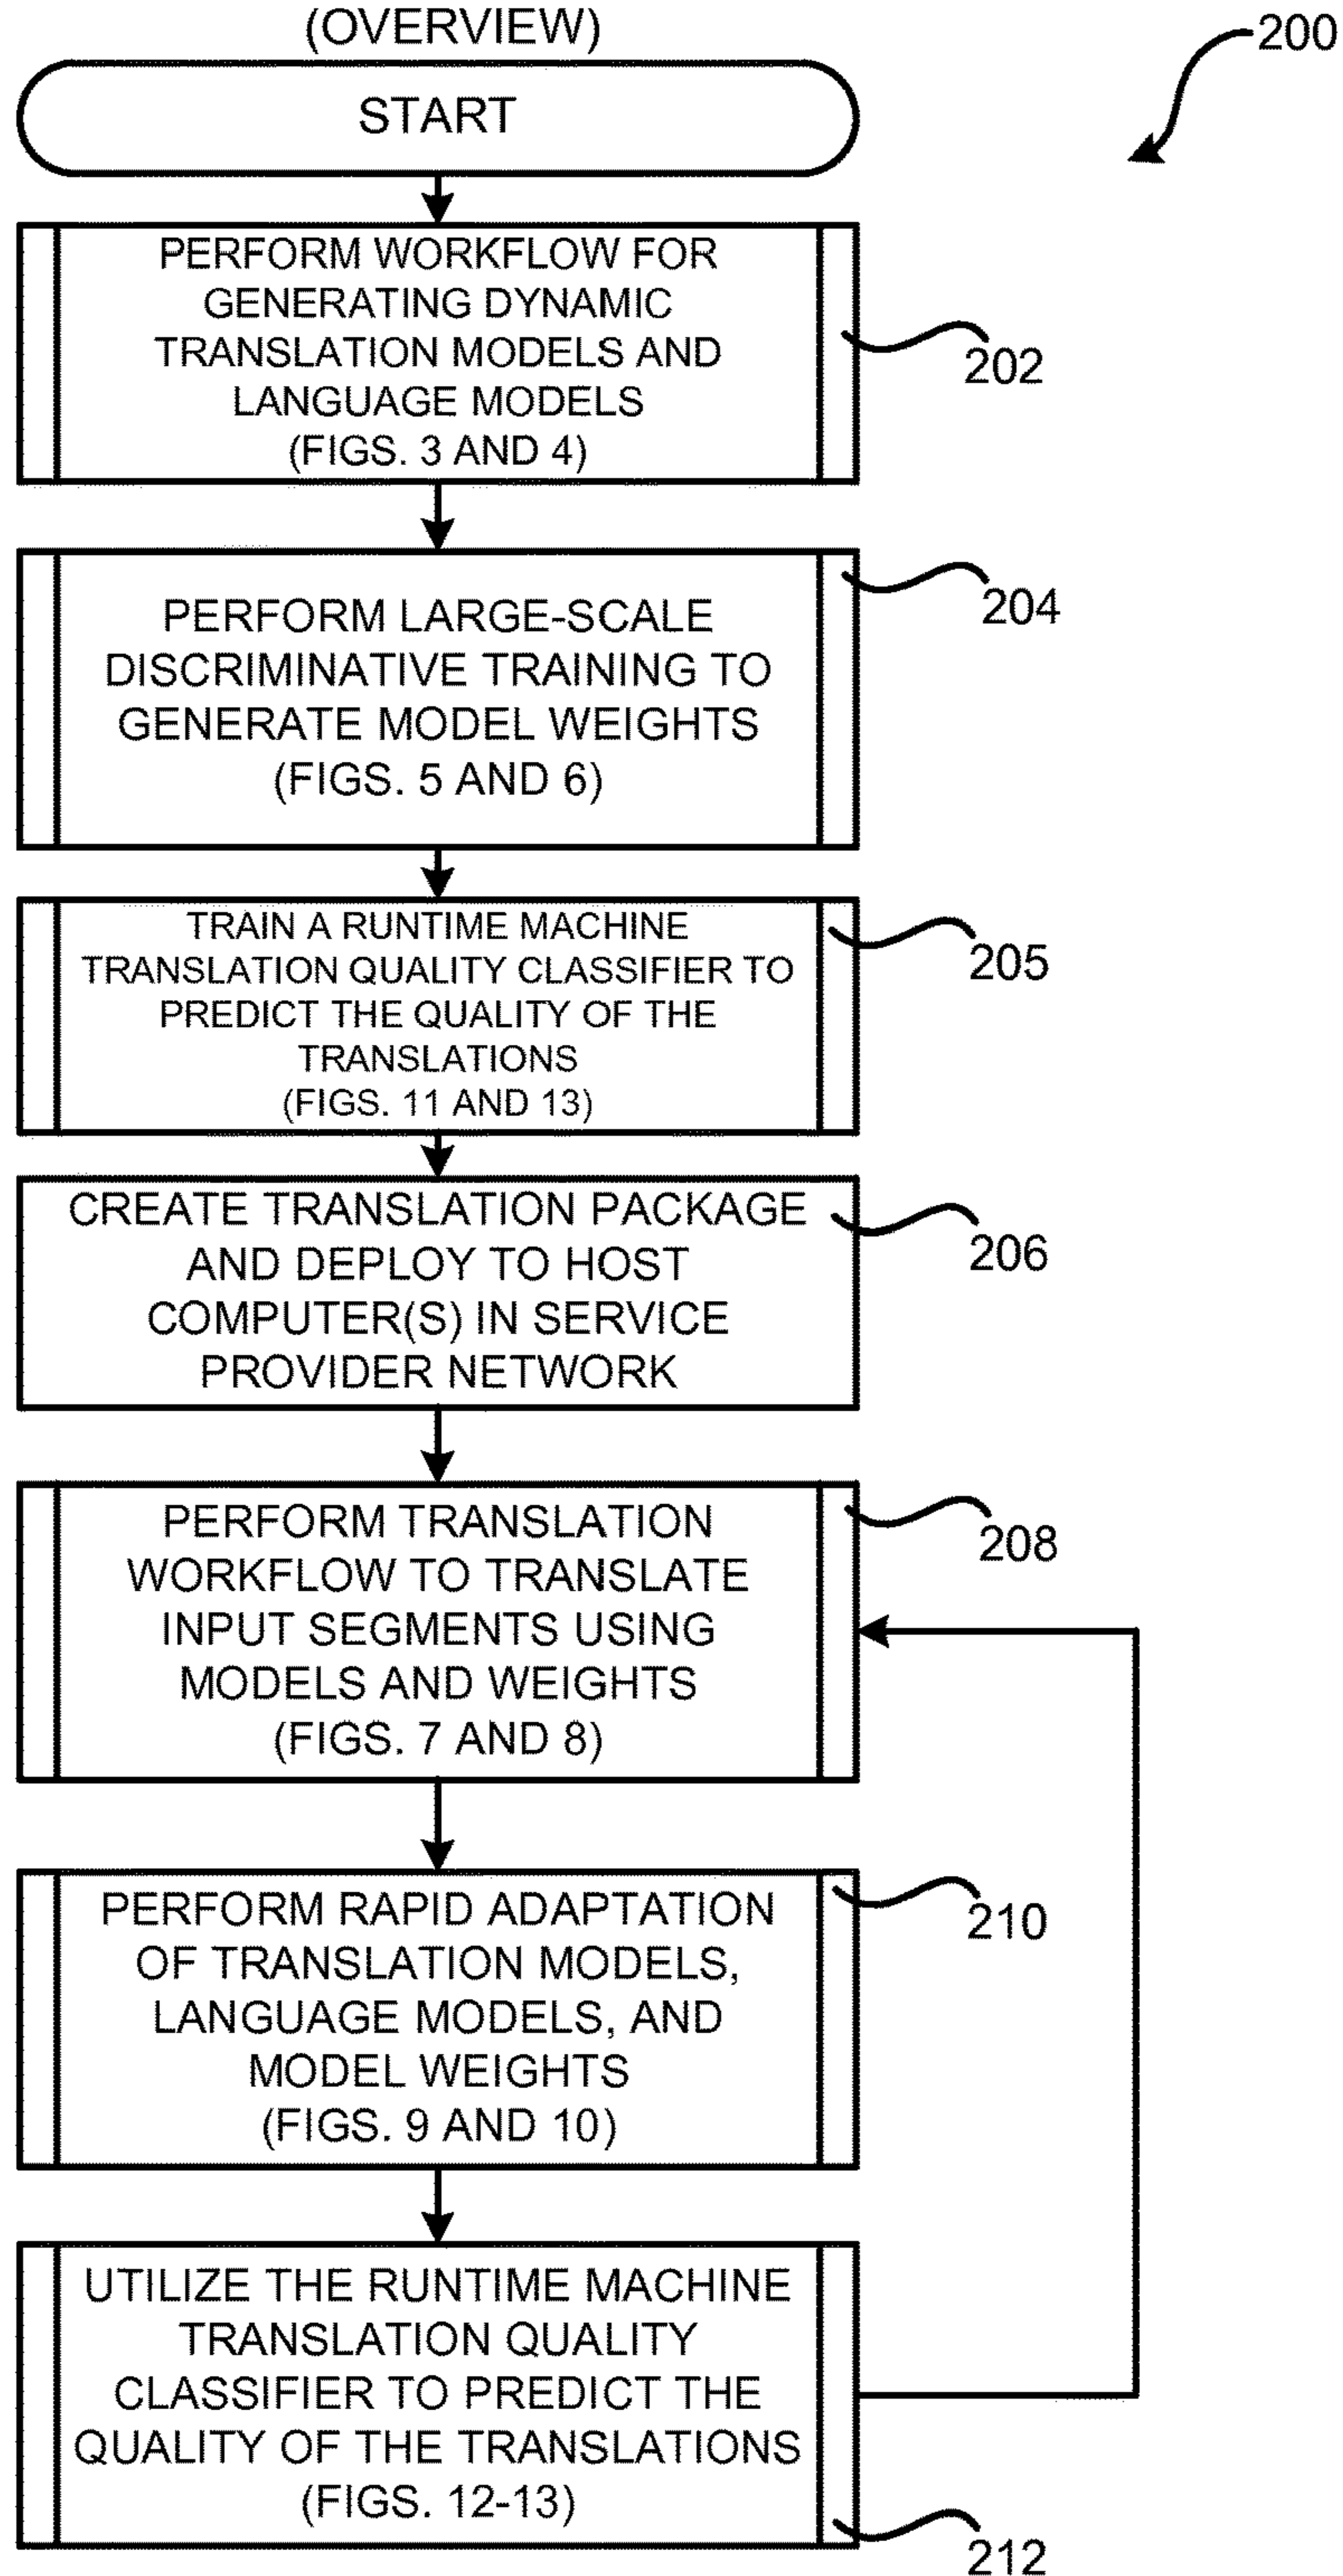 (OVERVIEW)
200
START
PERFORM WORKFLOW FOR
GENERATING DYNAMIC
TRANSLATION MODELS AND
LANGUAGE MODELS
(FIGS. 3 AND 4)
202
PERFORM LARGE-SCALE
DISCRIMINATIVE TRAINING TO
GENERATE MODEL WEIGHTS
(FIGS. 5 AND 6)
204
TRAIN A RUNTIME MACHINE
TRANSLATION QUALITY CLASSIFIER TO
PREDICT THE QUALITY OF THE
TRANSLATIONS
(FIGS. 11 AND 13)
205
CREATE TRANSLATION PACKAGE
AND DEPLOY TO HOST
COMPUTER(S) IN SERVICE
PROVIDER NETWORK
206
PERFORM TRANSLATION
WORKFLOW TO TRANSLATE
INPUT SEGMENTS USING
MODELS AND WEIGHTS
(FIGS. 7 AND 8)
208
PERFORM RAPID ADAPTATION
OF TRANSLATION MODELS,
LANGUAGE MODELS, AND
MODEL WEIGHTS
(FIGS. 9 AND 10)
210
UTILIZE THE RUNTIME MACHINE
TRANSLATION QUALITY
CLASSIFIER TO PREDICT THE
QUALITY OF THE TRANSLATIONS
(FIGS. 12-13)
212